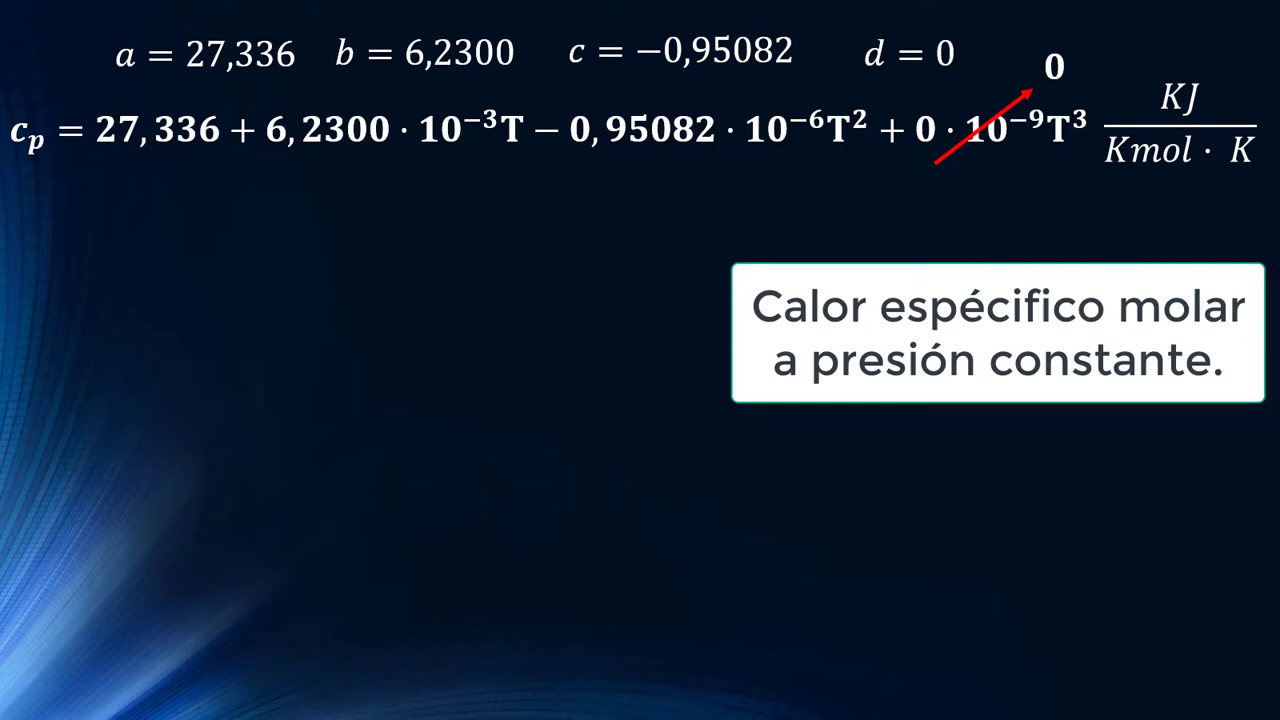 a = 27,336 b = 6,2300 c = −0,95082 d = 0
0
cₚ = 27,336 + 6,2300 · 10⁻³T − 0,95082 · 10⁻⁶T² + 0 · 10⁻⁹T³ KJ
Kmol · K
Calor espécifico molar
a presión constante.